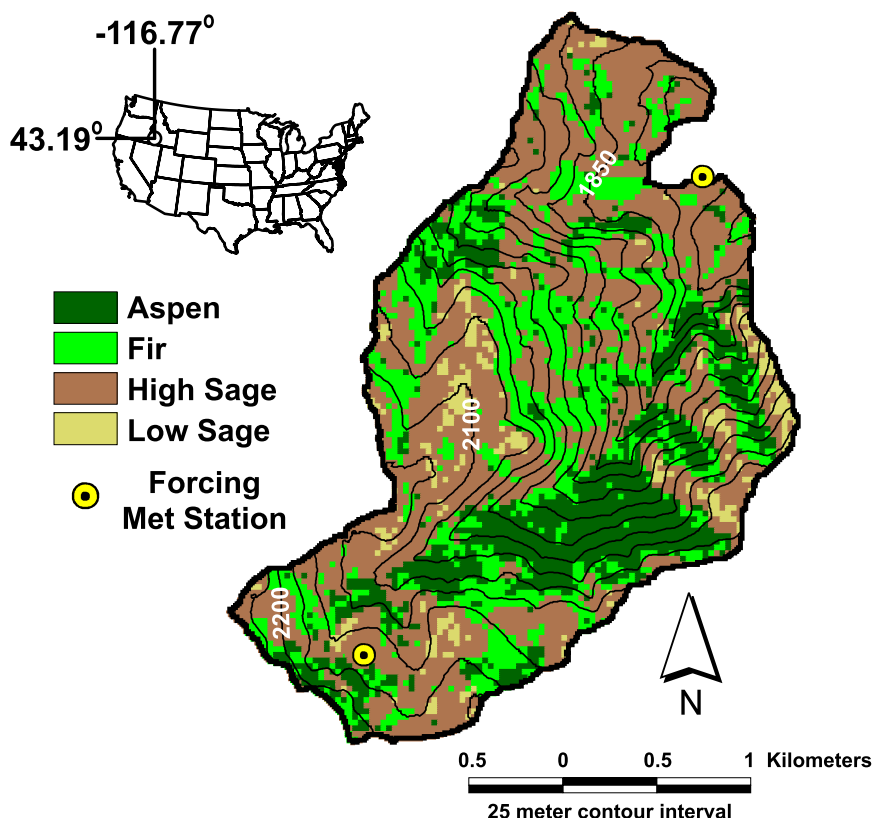 -116.77⁰
43.19⁰
1850
Aspen
Fir
High Sage
Low Sage
2100
Forcing
Met Station
2200
N
0.5 0 0.5 1 Kilometers
25 meter contour interval